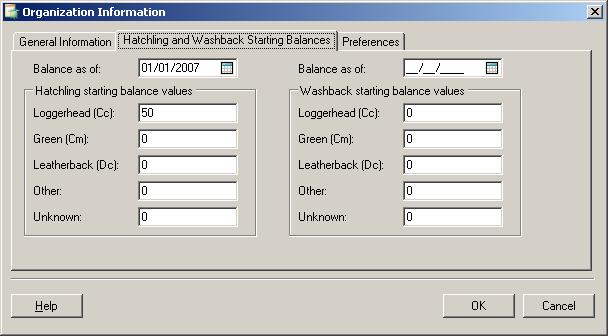 Organization Information
General Information Hatchling and Washback Starting Balances Preferences
Balance as of: 01/01/2007 Balance as of: __/__/___
Hatchling starting balance values Washback starting balance values
Loggerhead (Cc): 50 Loggerhead (Cc): 0
Green (Cm): 0 Green (Cm): 0
Leatherback (Dc): 0 Leatherback (Dc): 0
Other: 0 Other: 0
Unknown: 0 Unknown: 0
Help OK Cancel